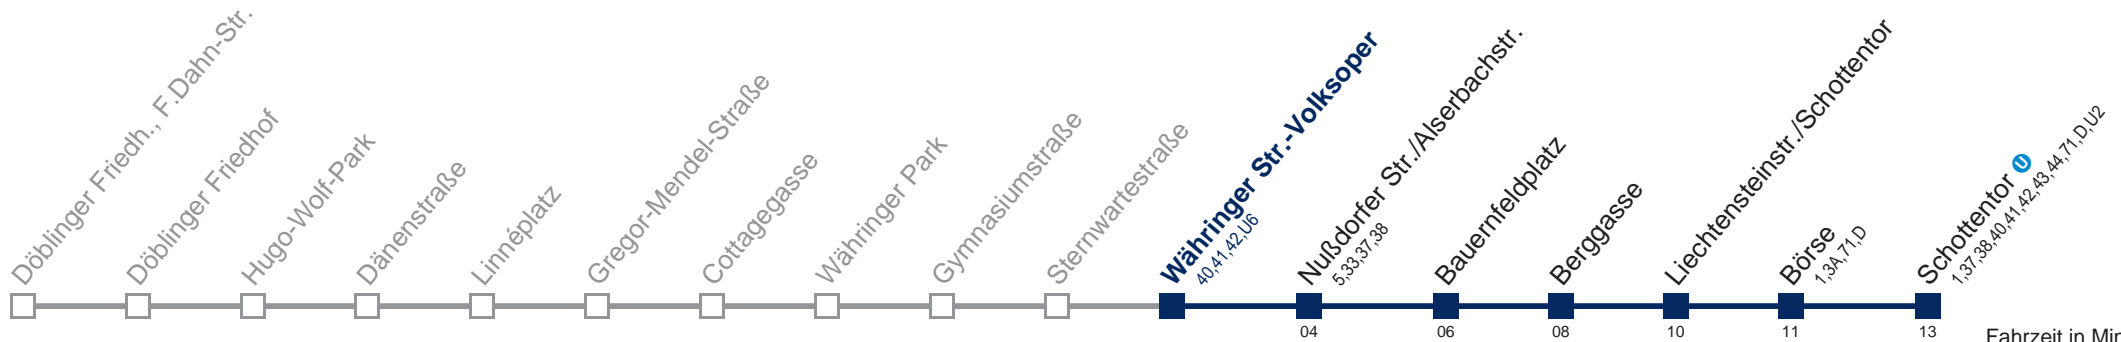 Döblinger Friedh., F.Dahn-Str.
Döblinger Friedhof
Hugo-Wolf-Park
Dänenstraße
Linnéplatz
Gregor-Mendel-Straße
Cottagegasse
Währinger Park
Gymnasiumstraße
Sternwartestraße
Währinger Str.-Volksoper
40,41,42,U6
Nußdorfer Str./Alserbachstr.
5,33,37,38
Bauernfeldplatz
Berggasse
Liechtensteinstr./Schottentor
Börse
1,3A,71,D
Schottentor U
1,37,38,40,41,42,43,44,71,D,U2
04 06 08 10 11 13
Fahrzeit in Min